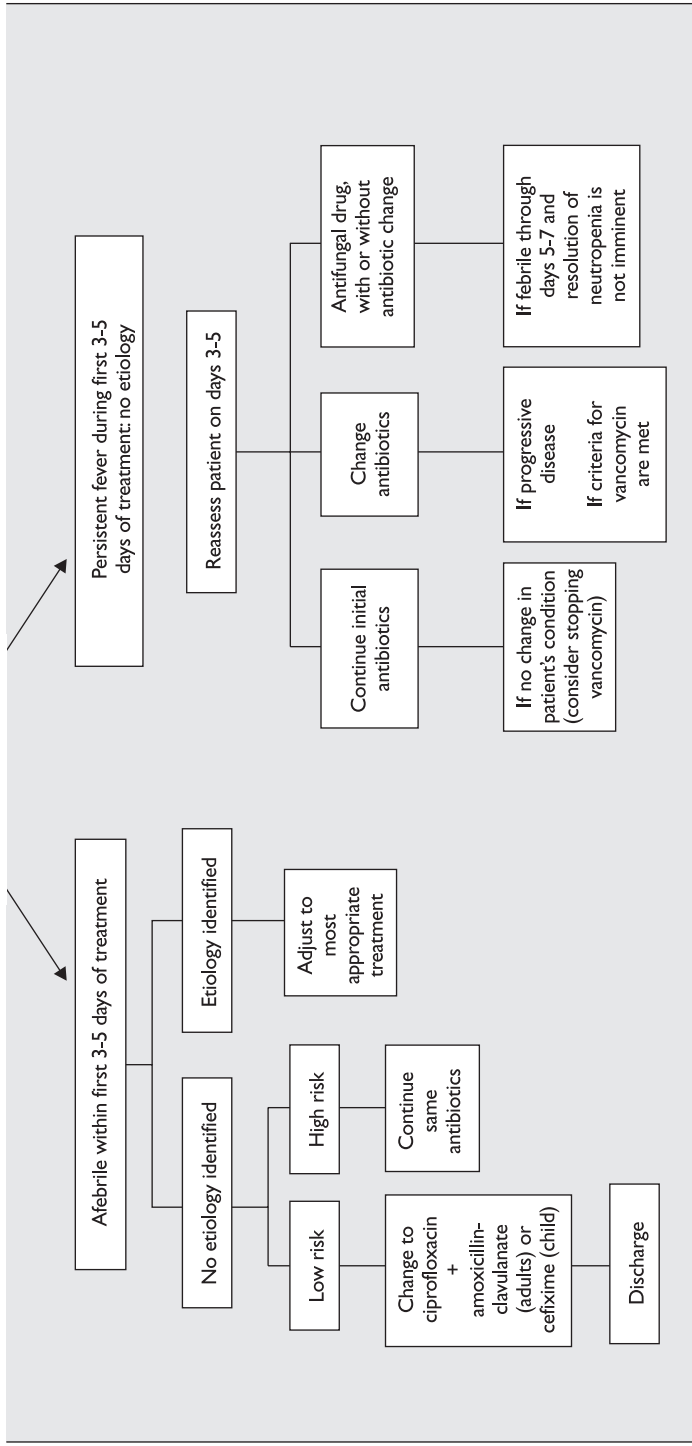 Afebrile within first 3-5 days of treatment
No etiology identified
Etiology identified
Low risk
High risk
Adjust to
most
appropriate
treatment
Change to
ciprofloxacin
+
amoxicillin-
clavulanate
(adults) or
cefixime (child)
Continue
same
antibiotics
Discharge
Persistent fever during first 3-5
days of treatment: no etiology
Reassess patient on days 3-5
Continue initial
antibiotics
Change
antibiotics
Antifungal drug,
with or without
antibiotic change
If no change in
patient's condition
(consider stopping
vancomycin)
If progressive
disease
If criteria for
vancomycin
are met
If febrile through
days 5-7 and
resolution of
neutropenia is
not imminent